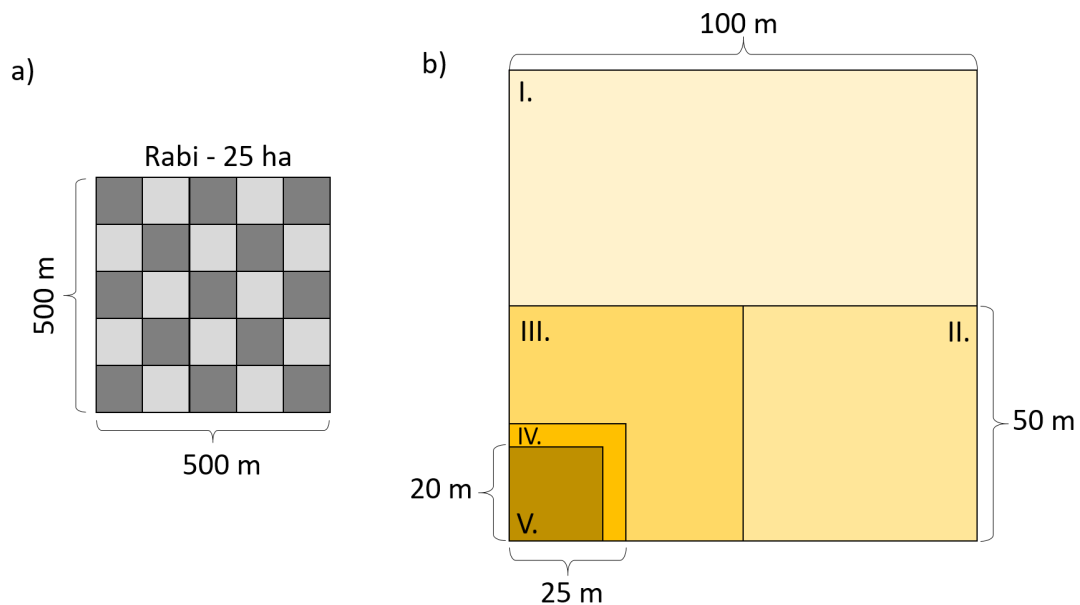 a)
Rabi - 25 ha
500 m
500 m
b)
100 m
I.
III.
II.
50 m
IV.
20 m
V.
25 m